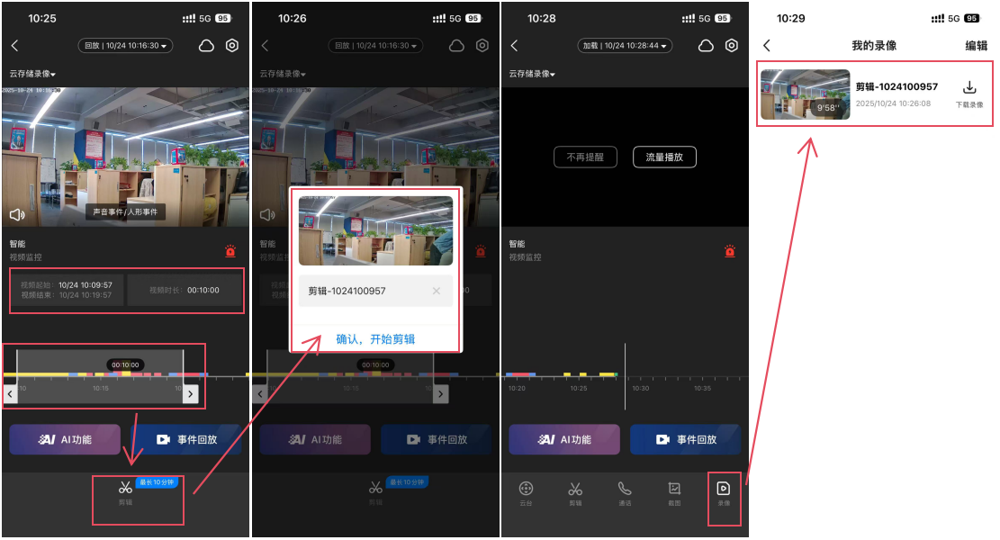 10:25
5G 95
回放 | 10/24 10:16:30
云存储录像
2025-10-24 10:16:30
声音事件/人形事件
智能
视频监控
视频起始: 10/24 10:09:57
视频结束: 10/24 10:19:57
视频时长: 00:10:00
00:10:00
10:15
AI功能
事件回放
最长10分钟
剪辑
10:26
5G 95
回放 | 10/24 10:16:30
云存储录像
2025-10-24 10:16:30
剪辑-1024100957
确认，开始剪辑
智能
视频监控
00:10:00
10:15
AI功能
事件回放
最长10分钟
剪辑
10:28
5G 95
加载 | 10/24 10:28:44
云存储录像
不再提醒
流量播放
智能
视频监控
10:20
10:25
10:30
10:35
AI功能
事件回放
云台
剪辑
通话
截图
录像
10:29
5G 95
我的录像
编辑
剪辑-1024100957
9'58''
2025/10/24 10:26:08
下载录像